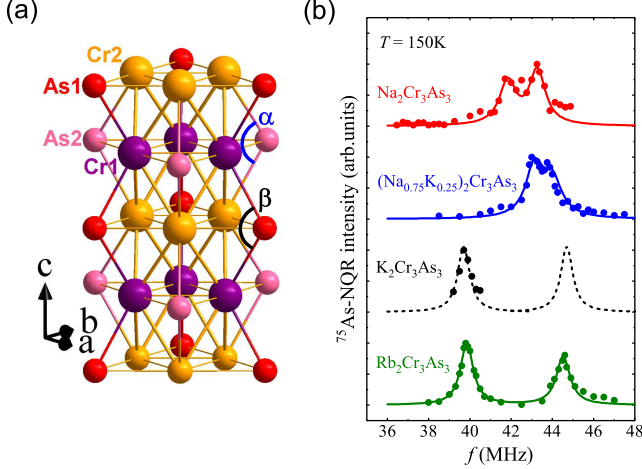 (a)
Cr2
As1
As2
Cr1
α
β
c
b
a
(b)
T = 150K
Na₂Cr₃As₃
(Na₀.₇₅K₀.₂₅)₂Cr₃As₃
K₂Cr₃As₃
Rb₂Cr₃As₃
⁷⁵As-NQR intensity (arb.units)
36 38 40 42 44 46 48
f (MHz)